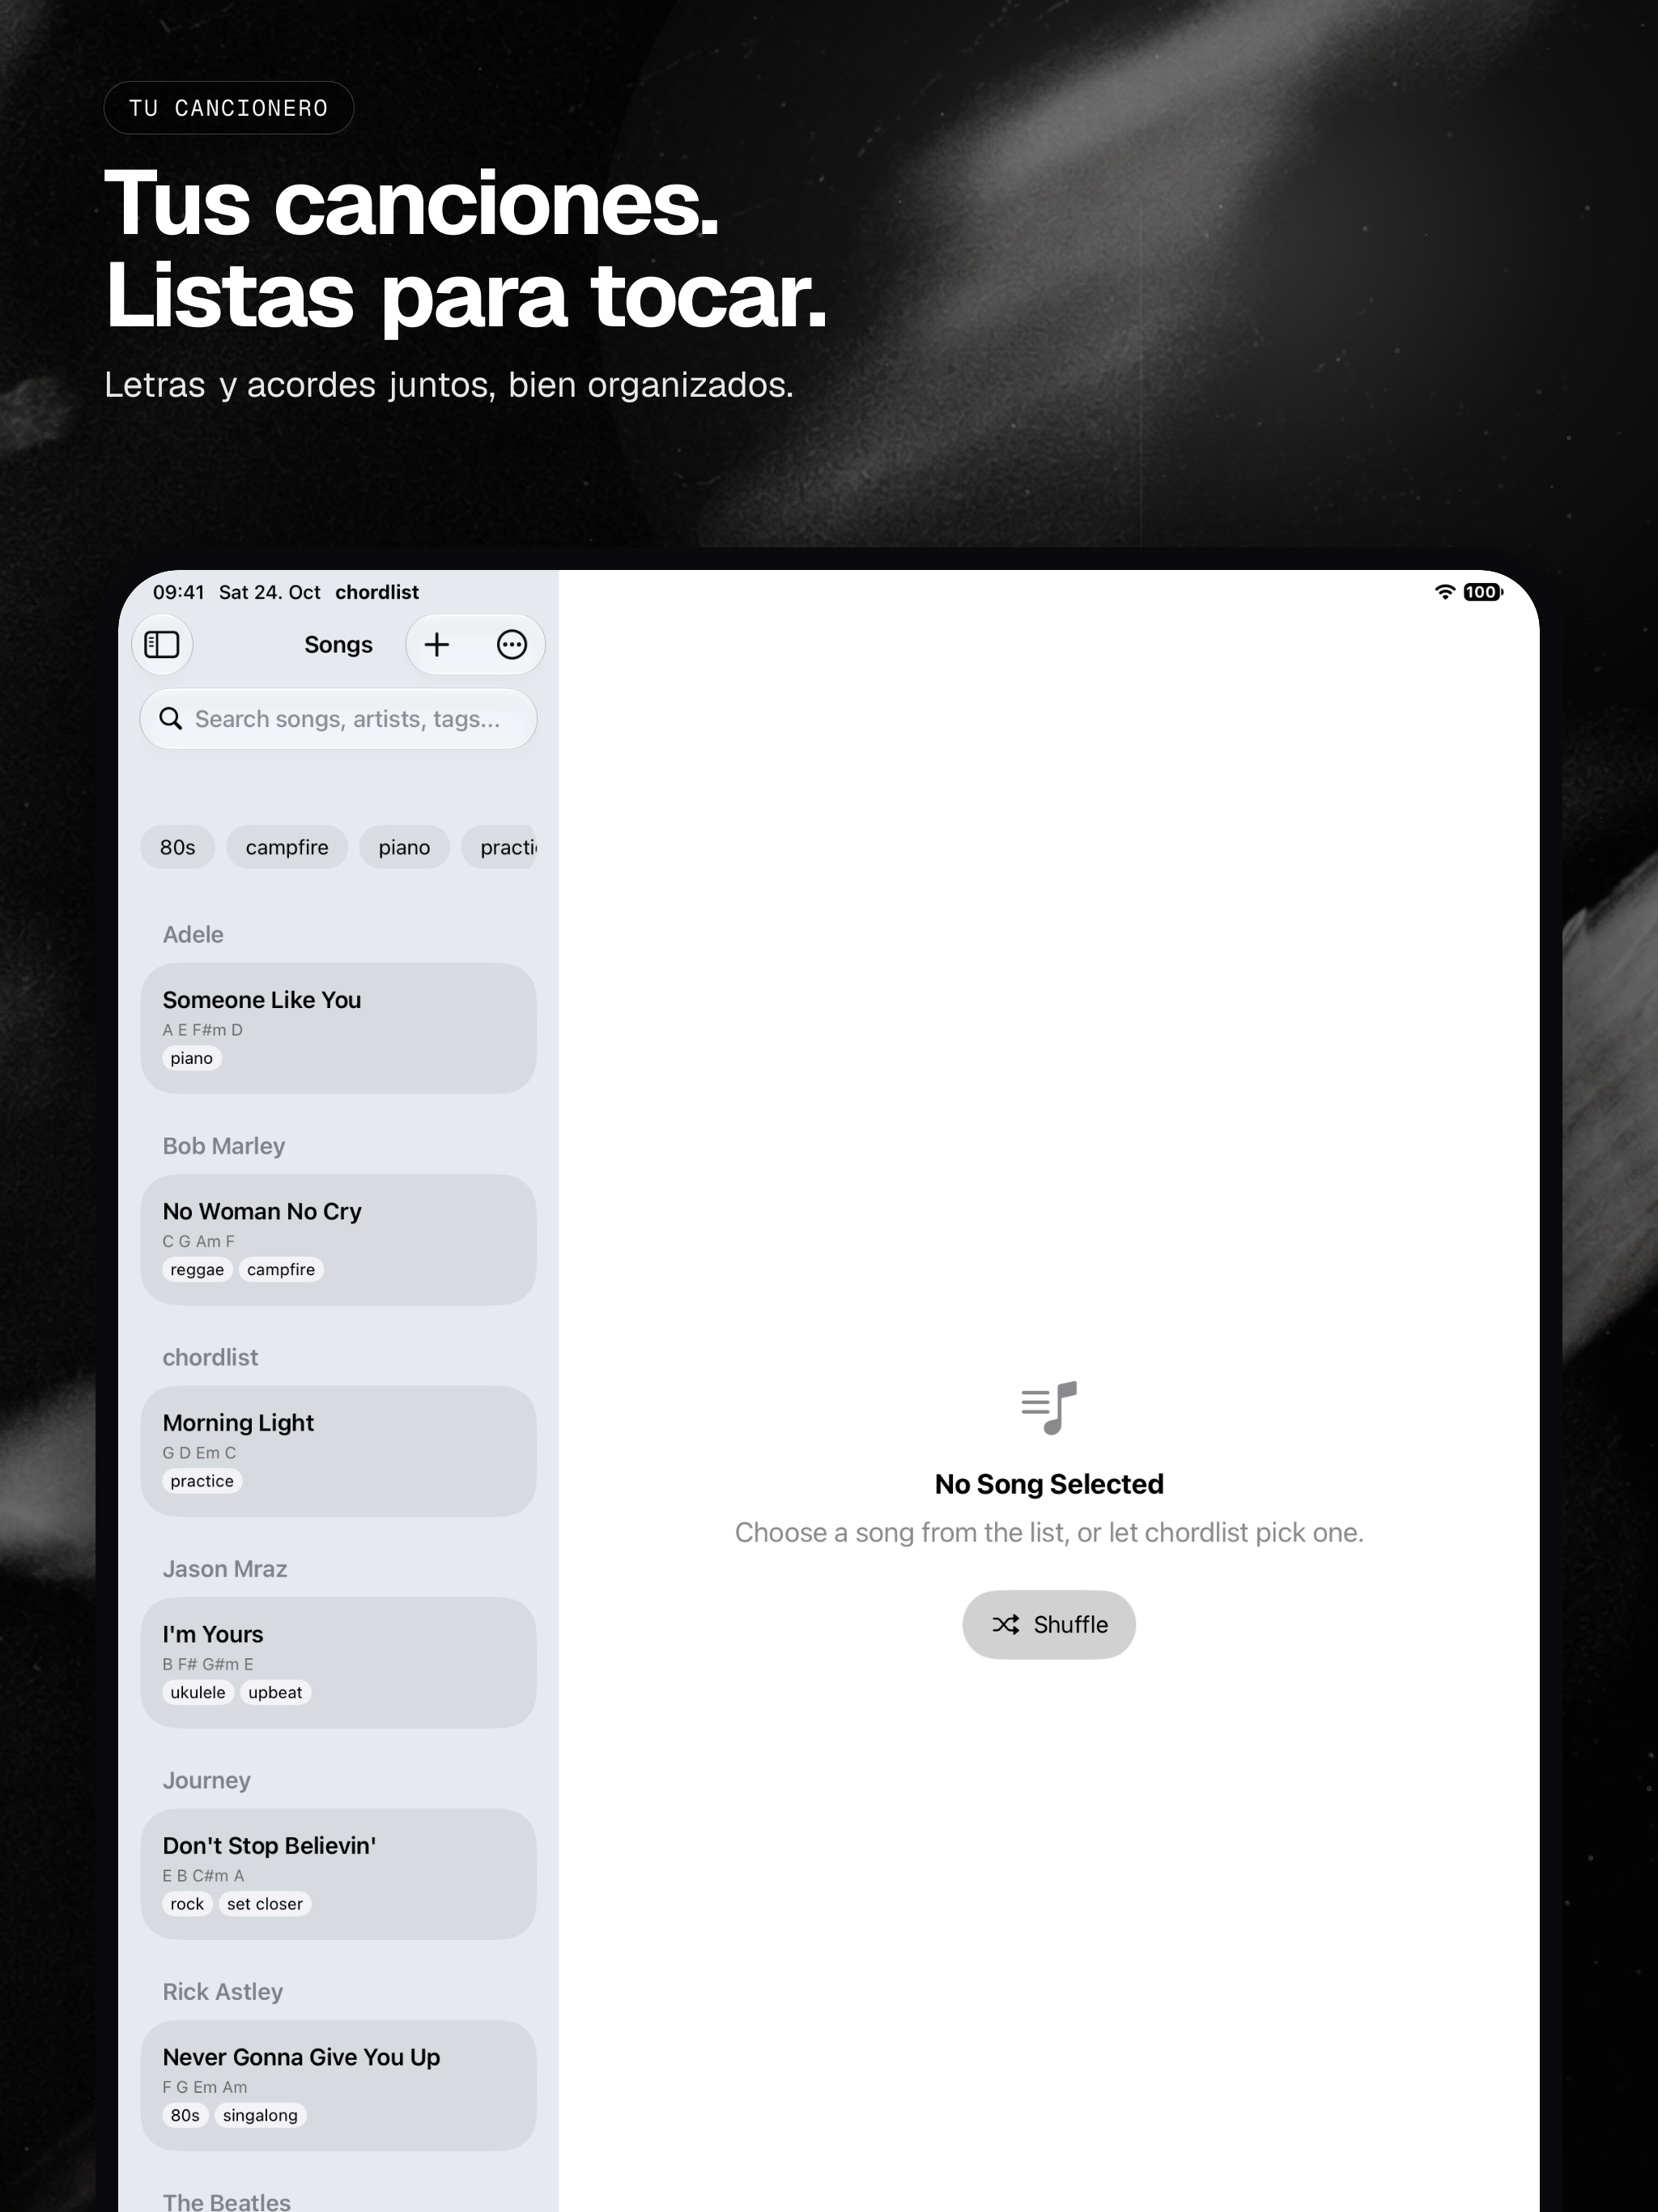 TU CANCIONERO
Tus canciones.
Listas para tocar.
Letras y acordes juntos, bien organizados.
09:41 Sat 24. Oct chordlist
100
Songs
Search songs, artists, tags...
80s campfire piano practi
Adele
Someone Like You
A E F#m D
piano
Bob Marley
No Woman No Cry
C G Am F
reggae campfire
chordlist
Morning Light
G D Em C
practice
Jason Mraz
I'm Yours
B F# G#m E
ukulele upbeat
Journey
Don't Stop Believin'
E B C#m A
rock set closer
Rick Astley
Never Gonna Give You Up
F G Em Am
80s singalong
The Beatles
No Song Selected
Choose a song from the list, or let chordlist pick one.
Shuffle